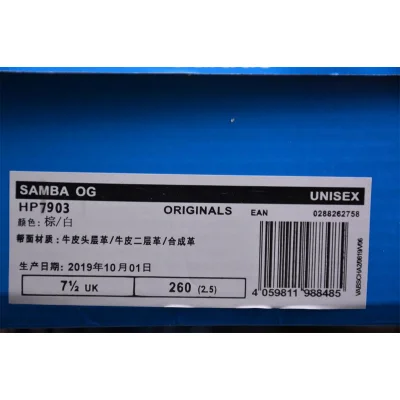 SAMBA OG UNISEX
HP7903 ORIGINALS EAN 0288262758
颜色: 棕/白
帮面材质: 牛皮头层革/牛皮二层革/合成革
生产日期: 2019年10月01日
7½ UK 260 (2.5)
4 059811 988485